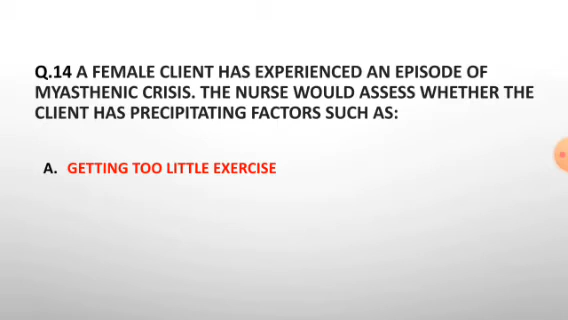 Q.14 A FEMALE CLIENT HAS EXPERIENCED AN EPISODE OF
MYASTHENIC CRISIS. THE NURSE WOULD ASSESS WHETHER THE
CLIENT HAS PRECIPITATING FACTORS SUCH AS:
A. GETTING TOO LITTLE EXERCISE